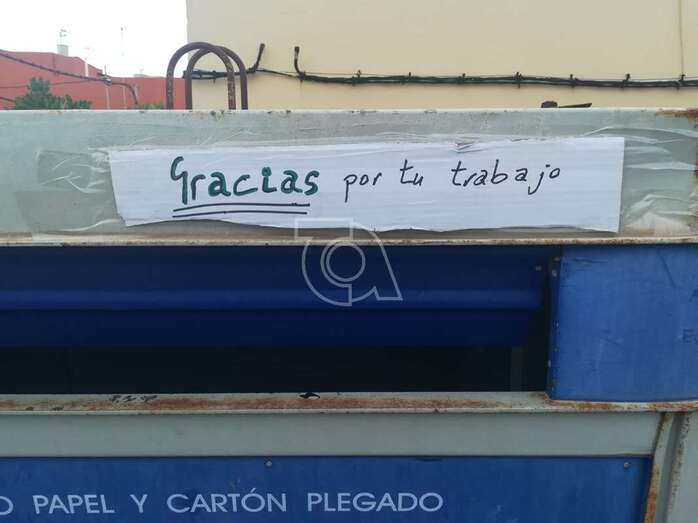 Gracias por tu trabajo
O PAPEL Y CARTÓN PLEGADO